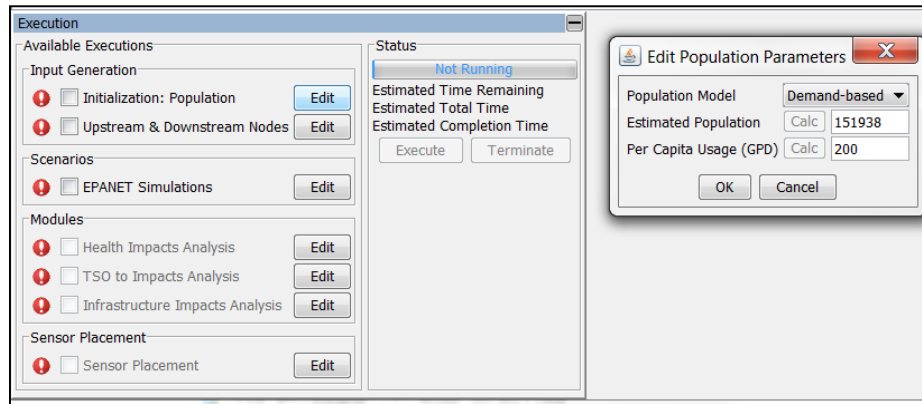 Execution
Available Executions
Input Generation
Initialization: Population Edit
Upstream & Downstream Nodes Edit
Scenarios
EPANET Simulations Edit
Modules
Health Impacts Analysis Edit
TSO to Impacts Analysis Edit
Infrastructure Impacts Analysis Edit
Sensor Placement
Sensor Placement Edit
Status
Not Running
Estimated Time Remaining
Estimated Total Time
Estimated Completion Time
Execute Terminate
Edit Population Parameters X
Population Model Demand-based
Estimated Population Calc 151938
Per Capita Usage (GPD) Calc 200
OK Cancel